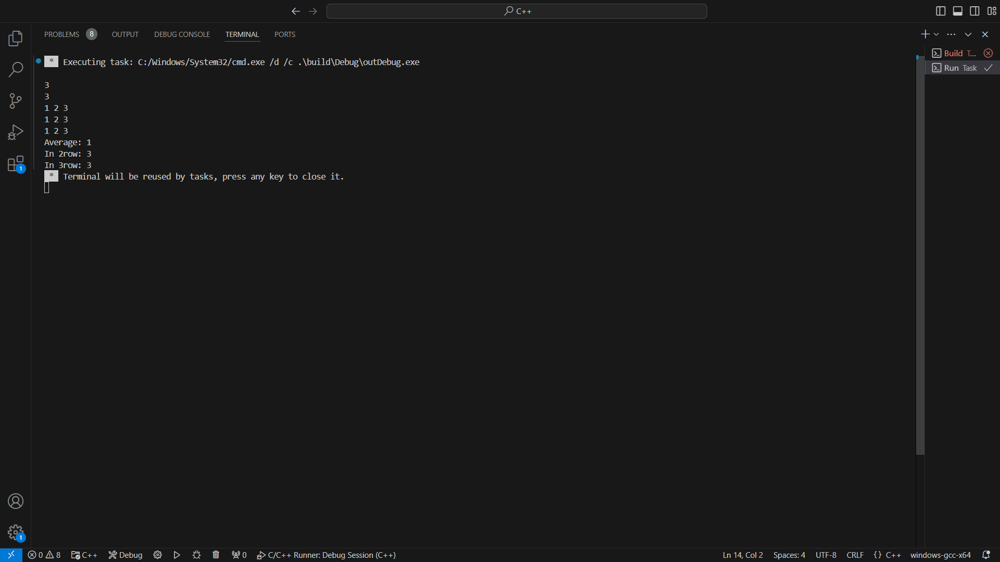 C++
PROBLEMS 8 OUTPUT DEBUG CONSOLE TERMINAL PORTS
* Executing task: C:/Windows/System32/cmd.exe /d /c .\build\Debug\outDebug.exe
Build T...
Run Task
3
3
1 2 3
1 2 3
1 2 3
Average: 1
In 2row: 3
In 3row: 3
* Terminal will be reused by tasks, press any key to close it.
1
1
0 8 C++ Debug 0 C/C++ Runner: Debug Session (C++) Ln 14, Col 2 Spaces: 4 UTF-8 CRLF {} C++ windows-gcc-x64